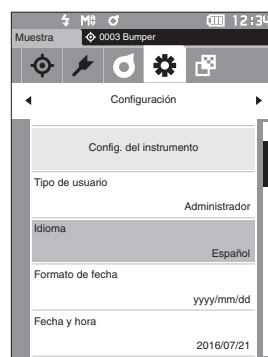 12:34
Muestra 0003 Bumper
Configuración
Config. del instrumento
Tipo de usuario
Administrador
Idioma
Español
Formato de fecha
yyyy/mm/dd
Fecha y hora
2016/07/21